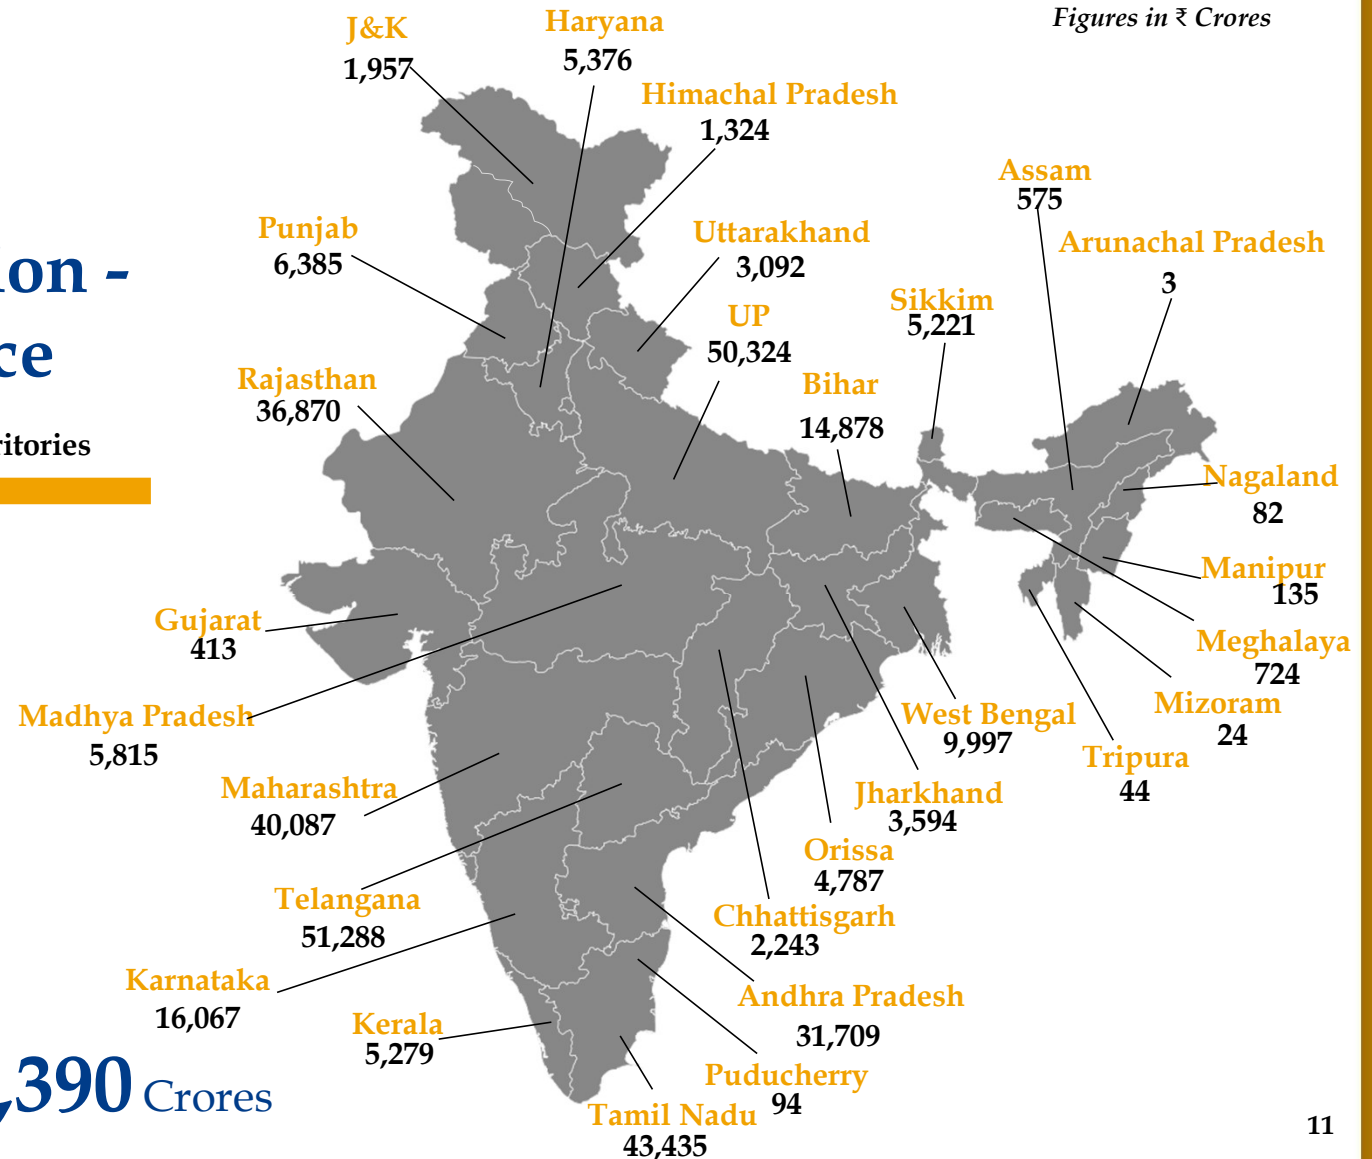 Figures in ₹ Crores
J&K
1,957
Haryana
5,376
Himachal Pradesh
1,324
Assam
575
Arunachal Pradesh
3
Punjab
6,385
Uttarakhand
3,092
Sikkim
5,221
UP
50,324
Rajasthan
36,870
Bihar
14,878
ion -
ce
ritories
Nagaland
82
Manipur
135
Meghalaya
724
Mizoram
24
Tripura
44
Gujarat
413
Madhya Pradesh
5,815
West Bengal
9,997
Maharashtra
40,087
Jharkhand
3,594
Orissa
4,787
Telangana
51,288
Chhattisgarh
2,243
Karnataka
16,067
Andhra Pradesh
31,709
Kerala
5,279
Puducherry
94
Tamil Nadu
43,435
,390 Crores
11